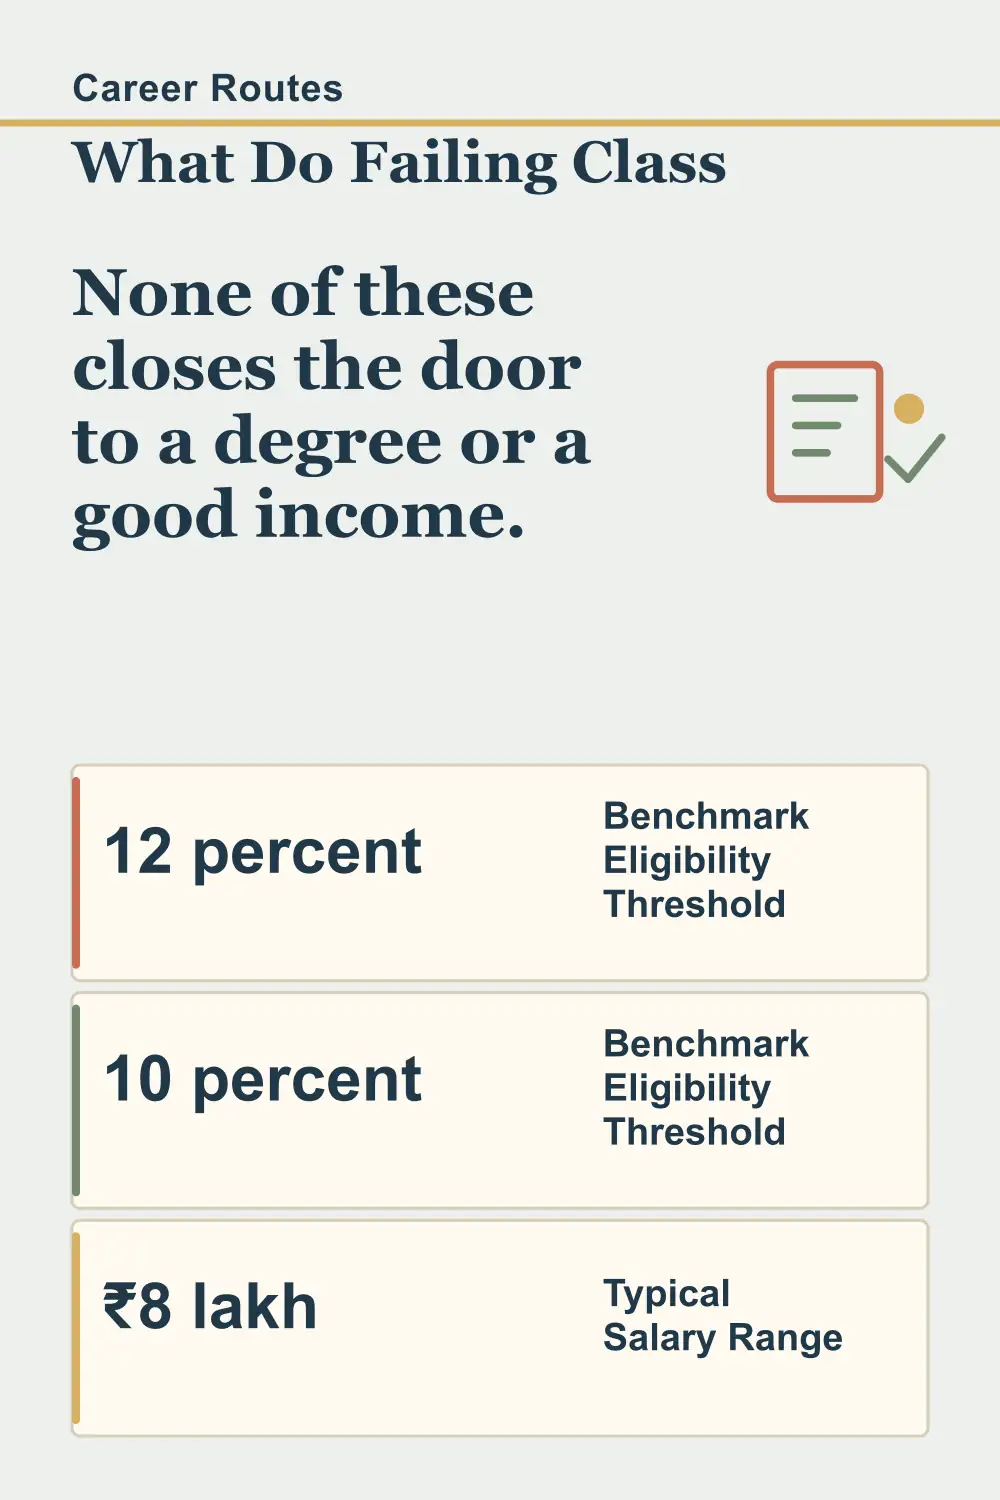 Career Routes
What Do Failing Class
None of these
closes the door
to a degree or a
good income.
12 percent
Benchmark
Eligibility
Threshold
10 percent
Benchmark
Eligibility
Threshold
₹8 lakh
Typical
Salary Range